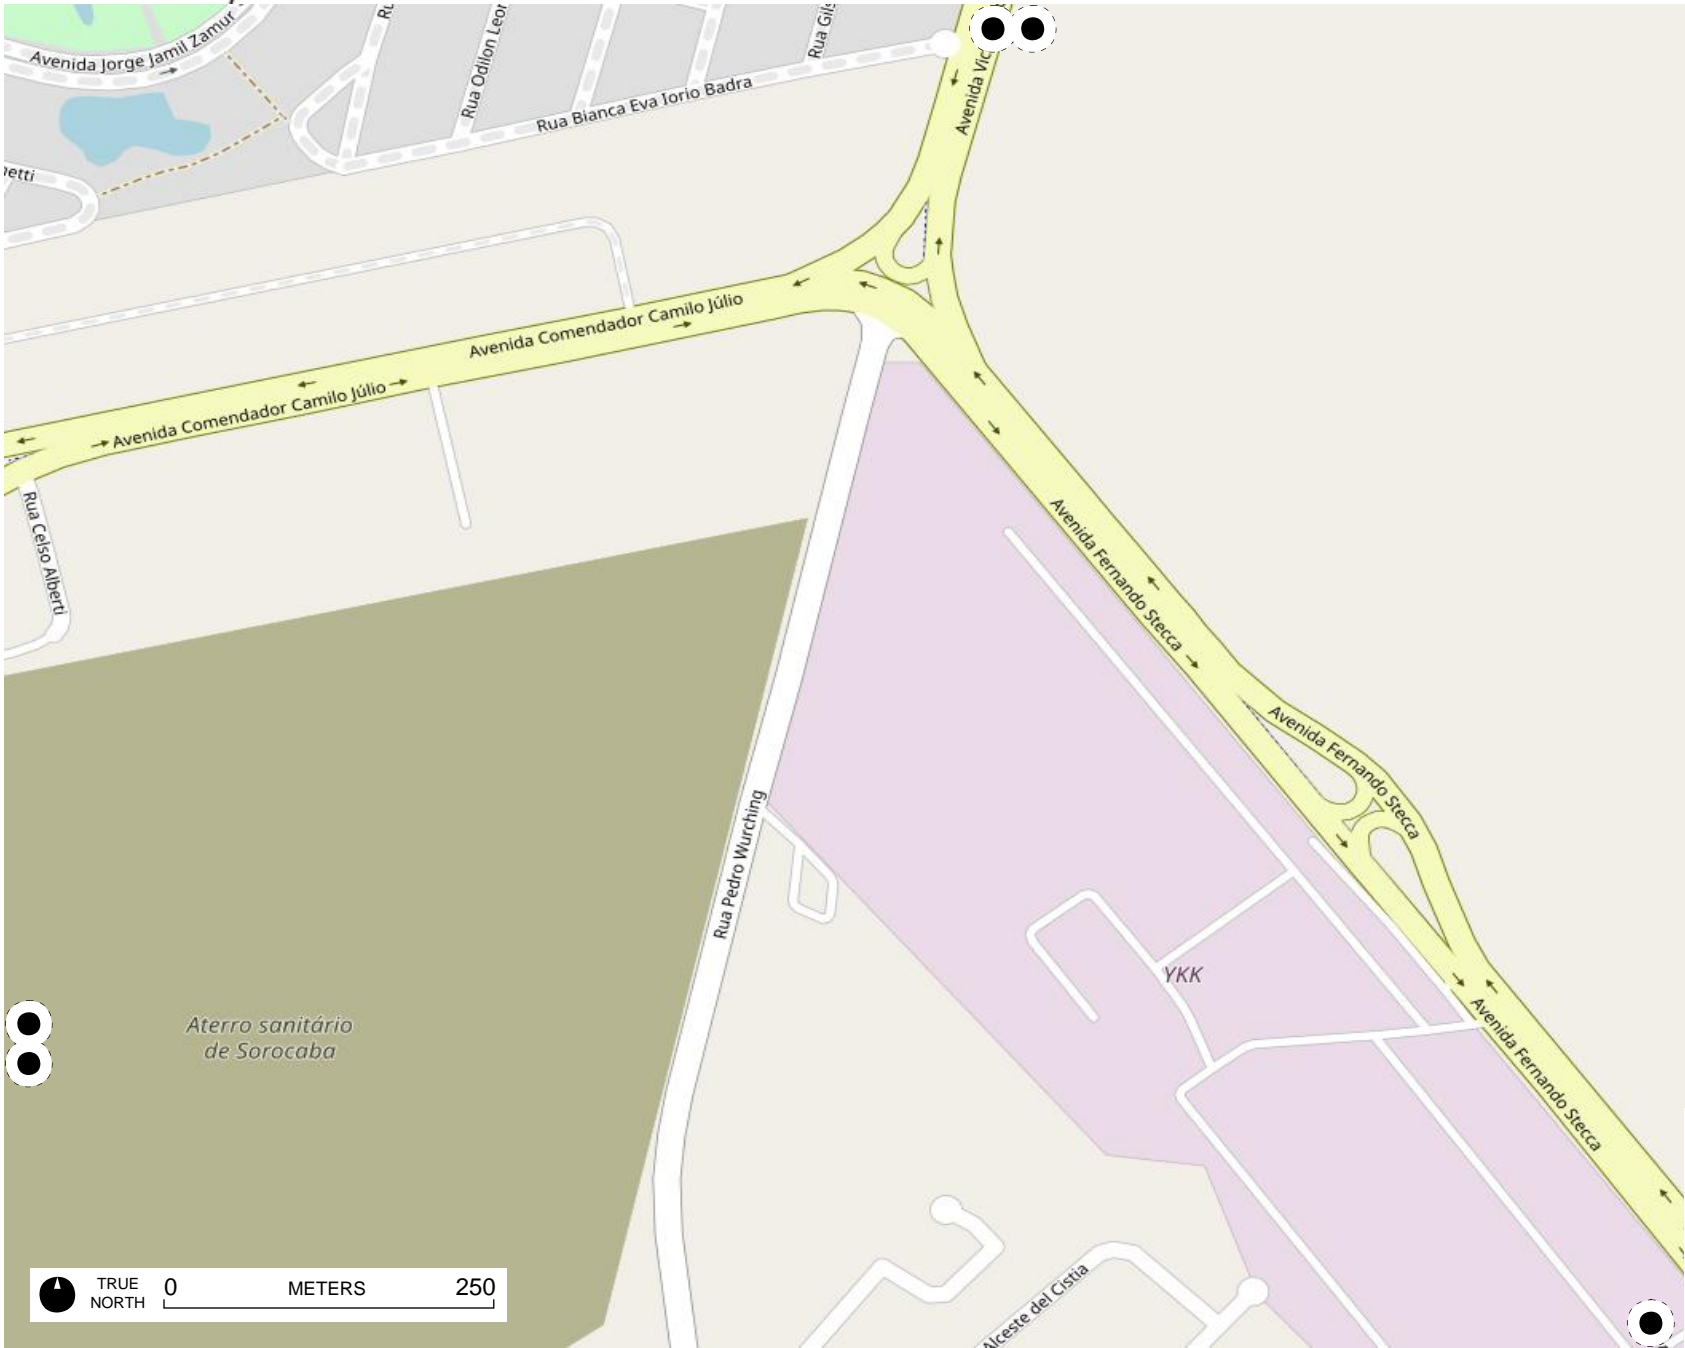 Avenida Jorge Jamil Zamur
Rua Odilon Leor
Rua Gils
Rua Bianca Eva Iorio Badra
Avenida Vic
betti
Avenida Comendador Camilo Júlio
Avenida Comendador Camilo Júlio
Rua Celso Alberti
Avenida Fernando Stecca
Avenida Fernando Stecca
Rua Pedro Wurching
YKK
Aterro sanitário
de Sorocaba
Avenida Fernando Stecca
Alceste del Cistia
TRUE
NORTH
0 METERS 250